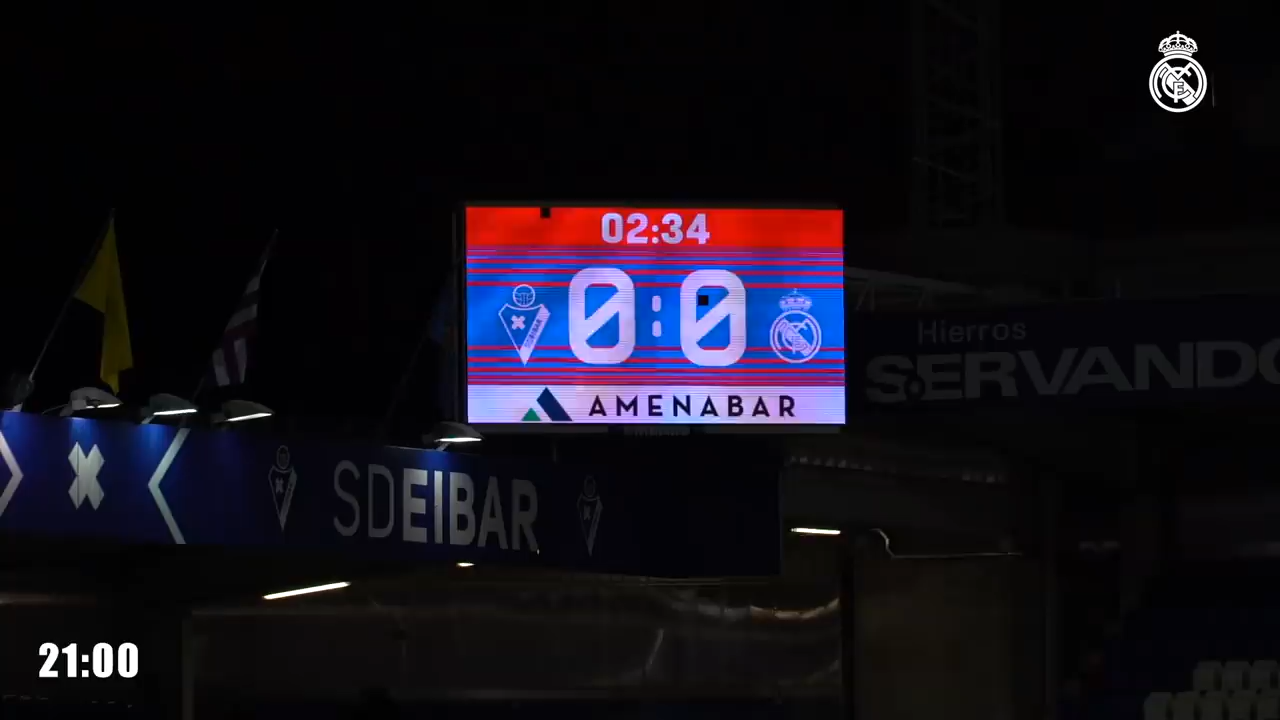 02:34
0:0
AMENABAR
Hierros
SERVANDO
SDEIBAR
21:00